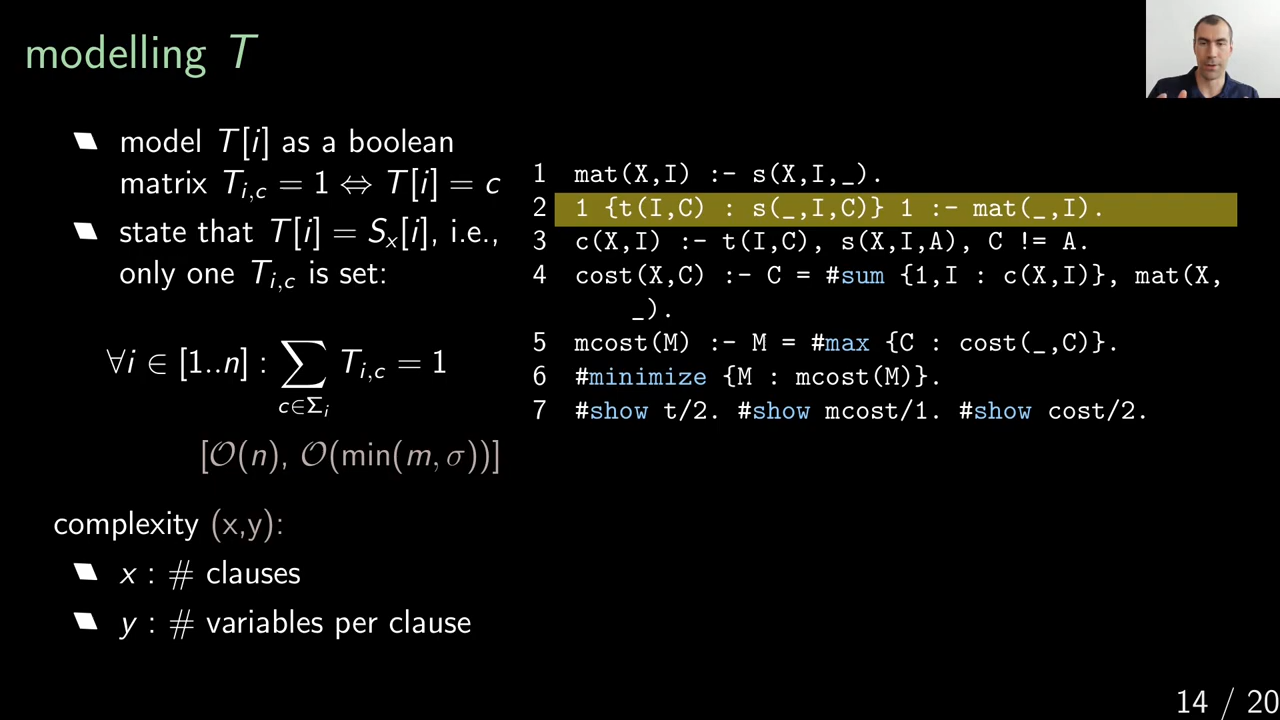 modelling T
model T[i] as a boolean
matrix T_{i,c} = 1 ⇔ T[i] = c
state that T[i] = S_x[i], i.e.,
only one T_{i,c} is set:
∀i ∈ [1..n] : ∑_{c∈Σ_i} T_{i,c} = 1
[𝒪(n), 𝒪(min(m, σ))]
complexity (x,y):
x : # clauses
y : # variables per clause
1 mat(X,I) :- s(X,I,_).
2 1 {t(I,C) : s(_,I,C)} 1 :- mat(_,I).
3 c(X,I) :- t(I,C), s(X,I,A), C != A.
4 cost(X,C) :- C = #sum {1,I : c(X,I)}, mat(X,
_).
5 mcost(M) :- M = #max {C : cost(_,C)}.
6 #minimize {M : mcost(M)}.
7 #show t/2. #show mcost/1. #show cost/2.
14 / 20